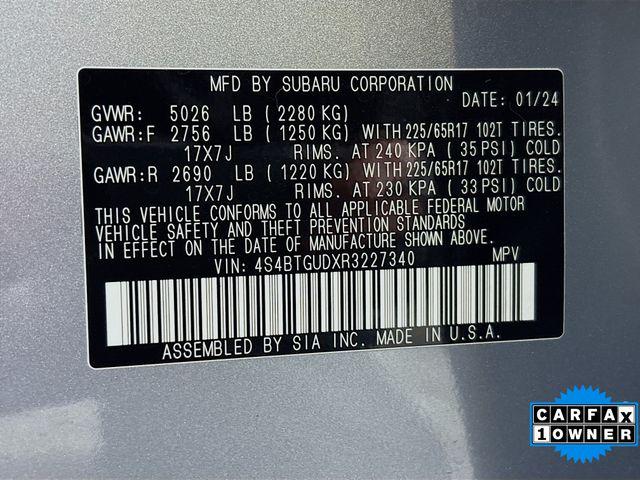 MFD BY SUBARU CORPORATION
DATE: 01/24
GVWR: 5026 LB (2280 KG)
GAWR:F 2756 LB (1250 KG) WITH 225/65R17 102T TIRES.
17X7J RIMS. AT 240 KPA (35 PSI) COLD
GAWR:R 2690 LB (1220 KG) WITH 225/65R17 102T TIRES.
17X7J RIMS. AT 230 KPA (33 PSI) COLD
THIS VEHICLE CONFORMS TO ALL APPLICABLE FEDERAL MOTOR
VEHICLE SAFETY AND THEFT PREVENTION STANDARDS
IN EFFECT ON THE DATE OF MANUFACTURE SHOWN ABOVE.
VIN: 4S4BTGUDXR3227340 MPV
ASSEMBLED BY SIA INC. MADE IN U.S.A.
CARFAX
1 OWNER